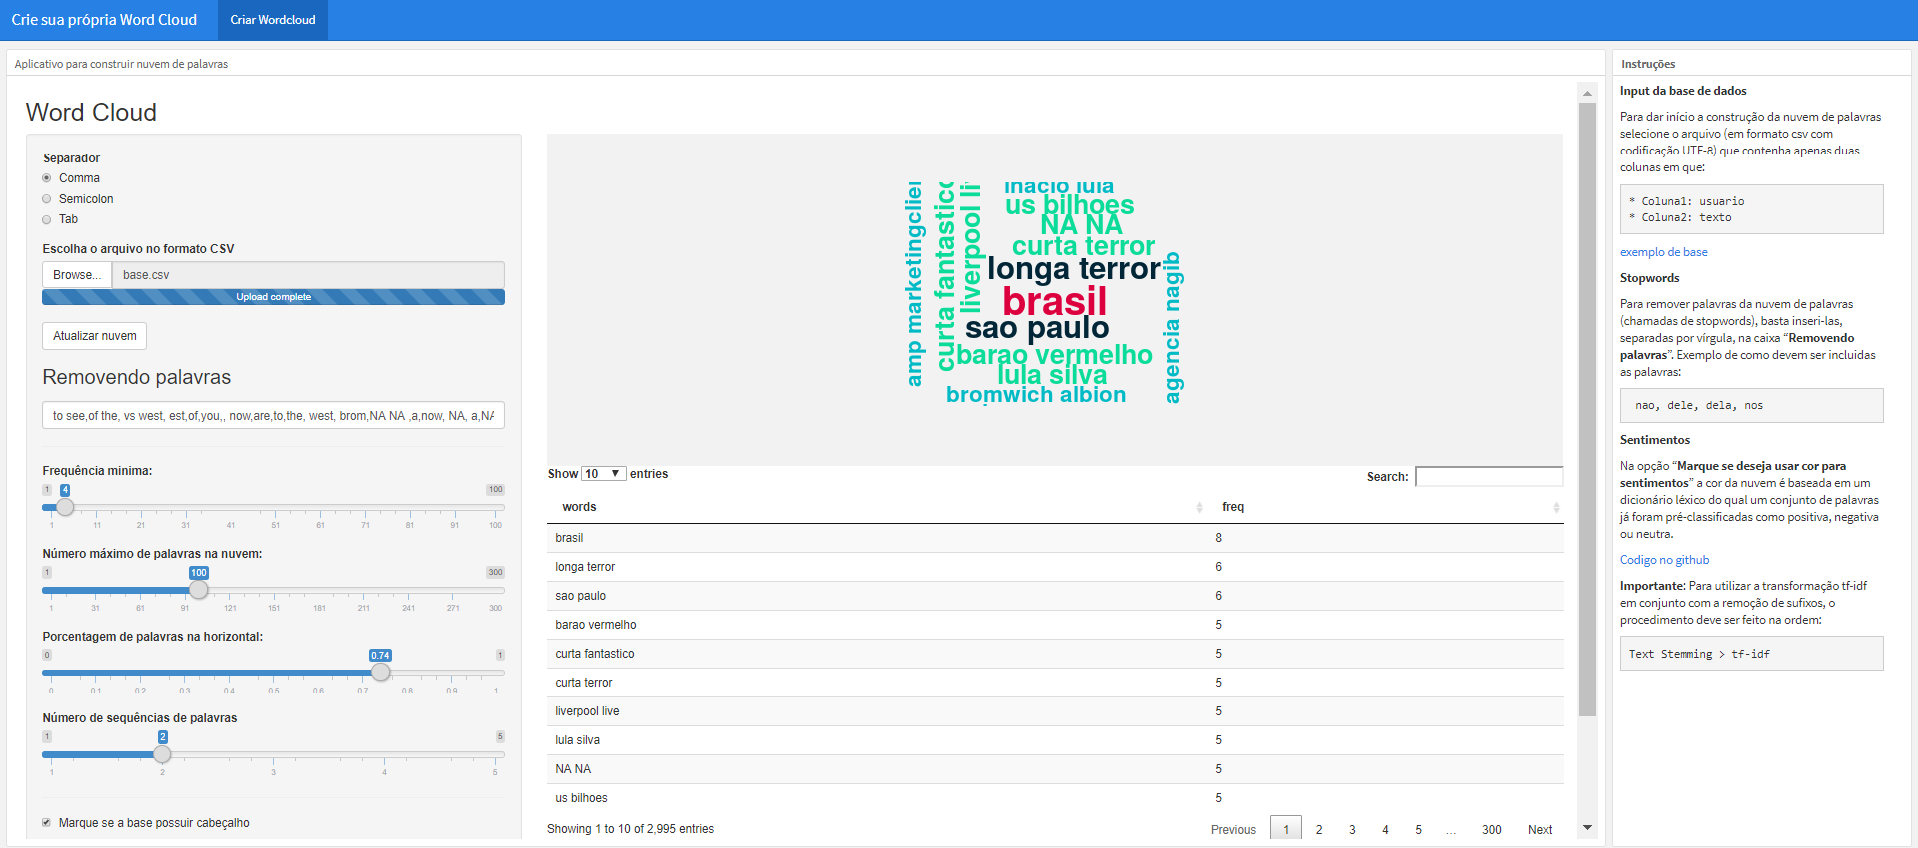 Crie sua própria Word Cloud
Criar Wordcloud
Aplicativo para construir nuvem de palavras
Word Cloud
Separador
Comma
Semicolon
Tab
Escolha o arquivo no formato CSV
Browse... base.csv
Upload complete
Atualizar nuvem
Removendo palavras
to see,of the, vs west, est,of,you,, now,are,to,the, west, brom,NA NA ,a,now, NA, a,NA
Frequência minima:
1 4 100
1 11 21 31 41 51 61 71 81 91 100
Número máximo de palavras na nuvem:
1 100 300
1 31 61 91 121 151 181 211 241 271 300
Porcentagem de palavras na horizontal:
0 0.74 1
0 0.1 0.2 0.3 0.4 0.5 0.6 0.7 0.8 0.9 1
Número de sequências de palavras
1 2 5
1 2 3 4 5
Marque se a base possuir cabeçalho
inacio lula
us bilhoes
NA NA
curta terror
longa terror
brasil
sao paulo
barao vermelho
lula silva
bromwich albion
amp marketingcliei
curta fantastico
liverpool li
agencia nagib
Show 10 entries
Search:
words freq
brasil 8
longa terror 6
sao paulo 6
barao vermelho 5
curta fantastico 5
curta terror 5
liverpool live 5
lula silva 5
NA NA 5
us bilhoes 5
Showing 1 to 10 of 2,995 entries
Previous 1 2 3 4 5 … 300 Next
Instruções
Input da base de dados
Para dar início a construção da nuvem de palavras
selecione o arquivo (em formato csv com
codificação UTF-8) que contenha apenas duas
colunas em que:
* Coluna1: usuario
* Coluna2: texto
exemplo de base
Stopwords
Para remover palavras da nuvem de palavras
(chamadas de stopwords), basta inseri-las,
separadas por vírgula, na caixa “Removendo
palavras”. Exemplo de como devem ser incluidas
as palavras:
nao, dele, dela, nos
Sentimentos
Na opção “Marque se deseja usar cor para
sentimentos” a cor da nuvem é baseada em um
dicionário léxico do qual um conjunto de palavras
já foram pré-classificadas como positiva, negativa
ou neutra.
Codigo no github
Importante: Para utilizar a transformação tf-idf
em conjunto com a remoção de sufixos, o
procedimento deve ser feito na ordem:
Text Stemming > tf-idf